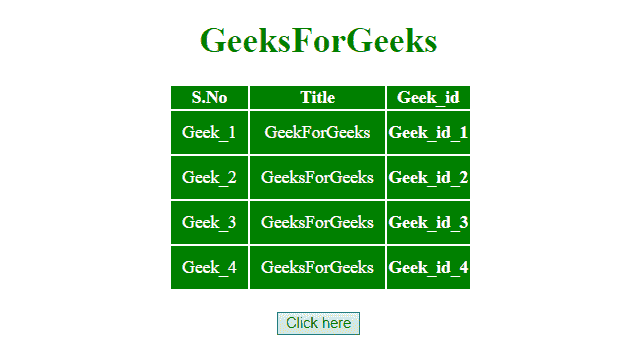 GeeksForGeeks
S.No Title Geek_id
Geek_1 GeekForGeeks Geek_id_1
Geek_2 GeeksForGeeks Geek_id_2
Geek_3 GeeksForGeeks Geek_id_3
Geek_4 GeeksForGeeks Geek_id_4
Click here